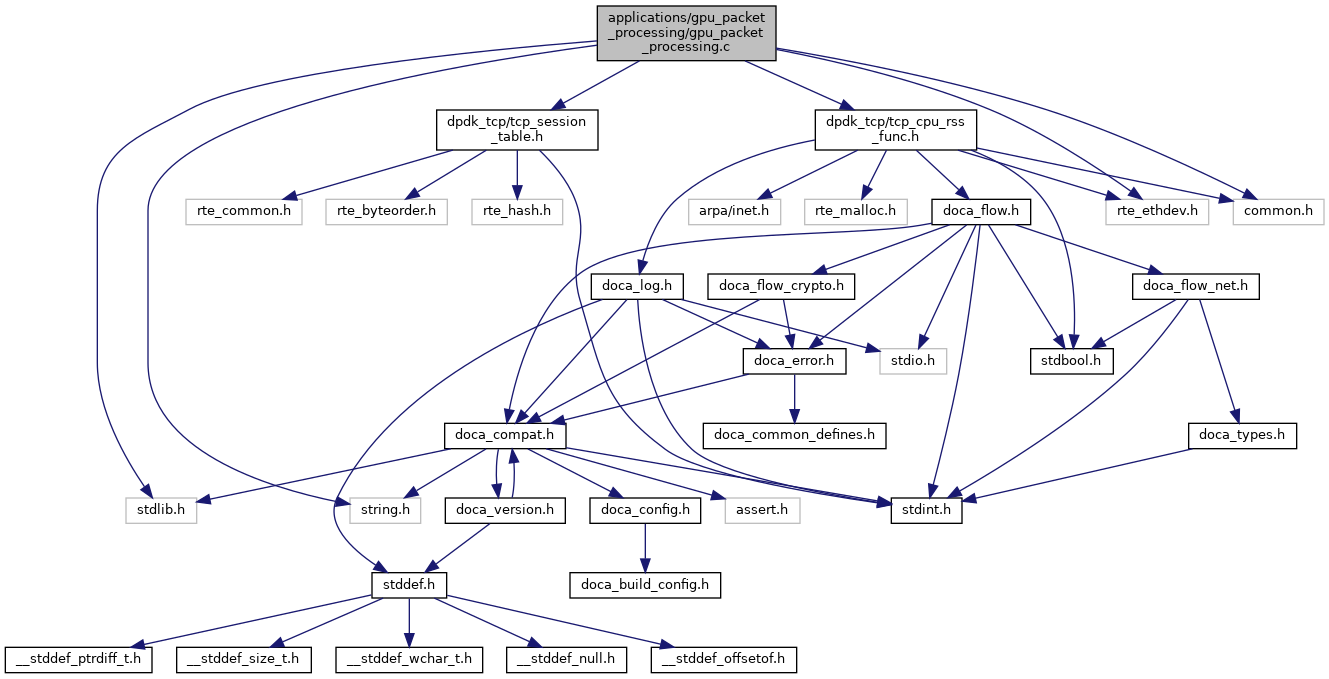 applications/gpu_packet
_processing/gpu_packet
_processing.c
dpdk_tcp/tcp_session
_table.h
dpdk_tcp/tcp_cpu_rss
_func.h
rte_common.h
rte_byteorder.h
rte_hash.h
arpa/inet.h
rte_malloc.h
doca_flow.h
rte_ethdev.h
common.h
doca_log.h
doca_flow_crypto.h
doca_flow_net.h
doca_error.h
stdio.h
stdbool.h
doca_compat.h
doca_common_defines.h
doca_types.h
stdlib.h
string.h
doca_version.h
doca_config.h
assert.h
stdint.h
stddef.h
doca_build_config.h
__stddef_ptrdiff_t.h
__stddef_size_t.h
__stddef_wchar_t.h
__stddef_null.h
__stddef_offsetof.h